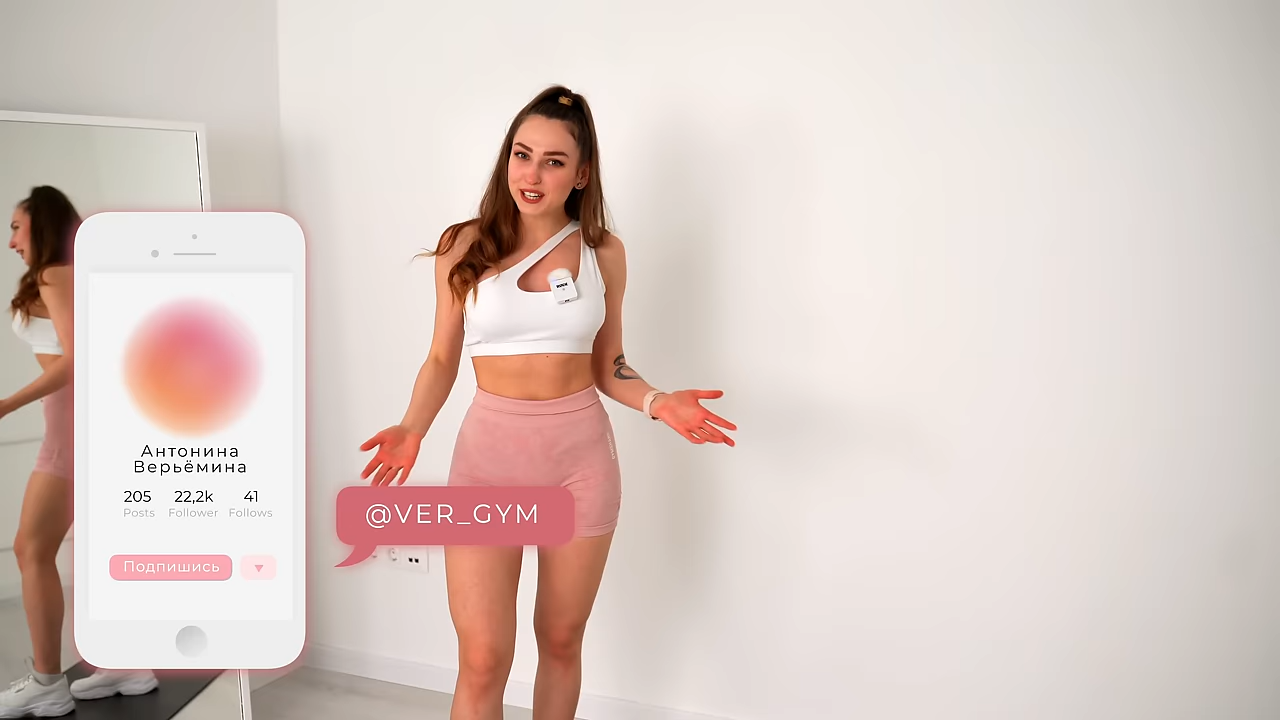 Антонина
Верьёмина
205 22,2k 41
Posts Follower Follows
Подпишись
@VER_GYM